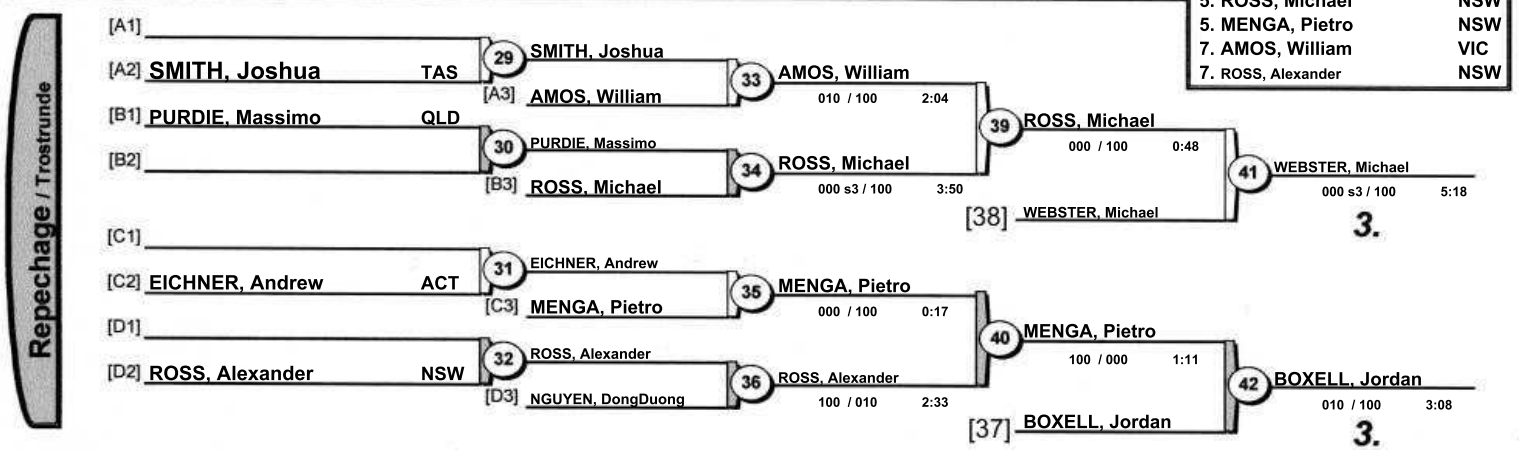 5. ROSS, Michael NSW
5. MENGA, Pietro NSW
7. AMOS, William VIC
7. ROSS, Alexander NSW
Repechage / Trostrunde
[A1]
[A2] SMITH, Joshua TAS
29
SMITH, Joshua
[A3] AMOS, William
33
AMOS, William
010 / 100 2:04
[B1] PURDIE, Massimo QLD
[B2]
30
PURDIE, Massimo
[B3] ROSS, Michael
34
ROSS, Michael
000 s3 / 100 3:50
39
ROSS, Michael
000 / 100 0:48
[38] WEBSTER, Michael
41
WEBSTER, Michael
000 s3 / 100 5:18
3.
[C1]
[C2] EICHNER, Andrew ACT
31
EICHNER, Andrew
[C3] MENGA, Pietro
35
MENGA, Pietro
000 / 100 0:17
[D1]
[D2] ROSS, Alexander NSW
32
ROSS, Alexander
[D3] NGUYEN, DongDuong
36
ROSS, Alexander
100 / 010 2:33
40
MENGA, Pietro
100 / 000 1:11
[37] BOXELL, Jordan
42
BOXELL, Jordan
010 / 100 3:08
3.